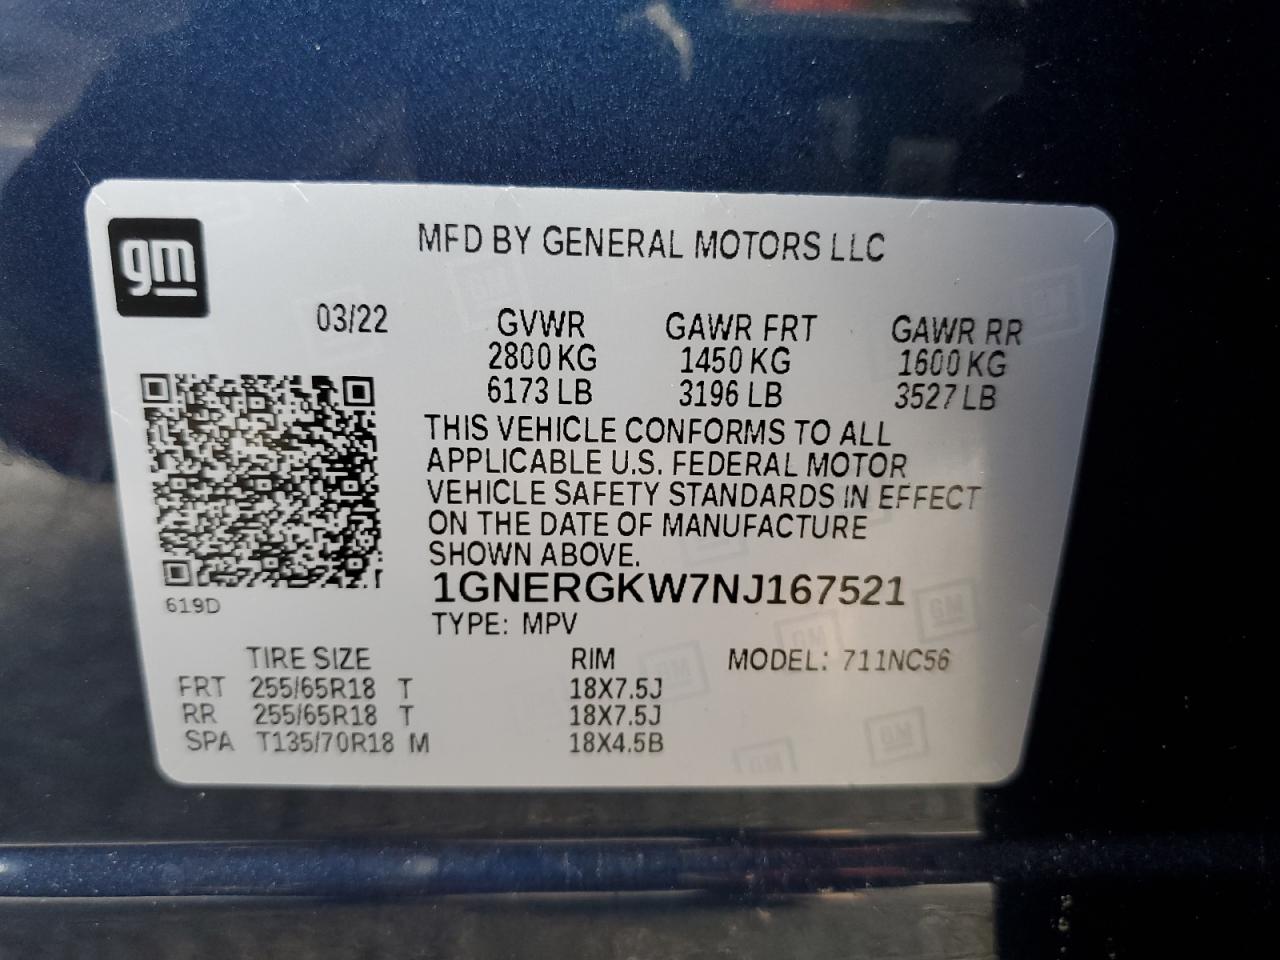 gm
MFD BY GENERAL MOTORS LLC
03/22 GVWR GAWR FRT GAWR RR
2800 KG 1450 KG 1600 KG
6173 LB 3196 LB 3527 LB
THIS VEHICLE CONFORMS TO ALL
APPLICABLE U.S. FEDERAL MOTOR
VEHICLE SAFETY STANDARDS IN EFFECT
ON THE DATE OF MANUFACTURE
SHOWN ABOVE.
1GNERGKW7NJ167521
619D
TYPE: MPV
TIRE SIZE RIM MODEL: 711NC56
FRT 255/65R18 T 18X7.5J
RR 255/65R18 T 18X7.5J
SPA T135/70R18 M 18X4.5B